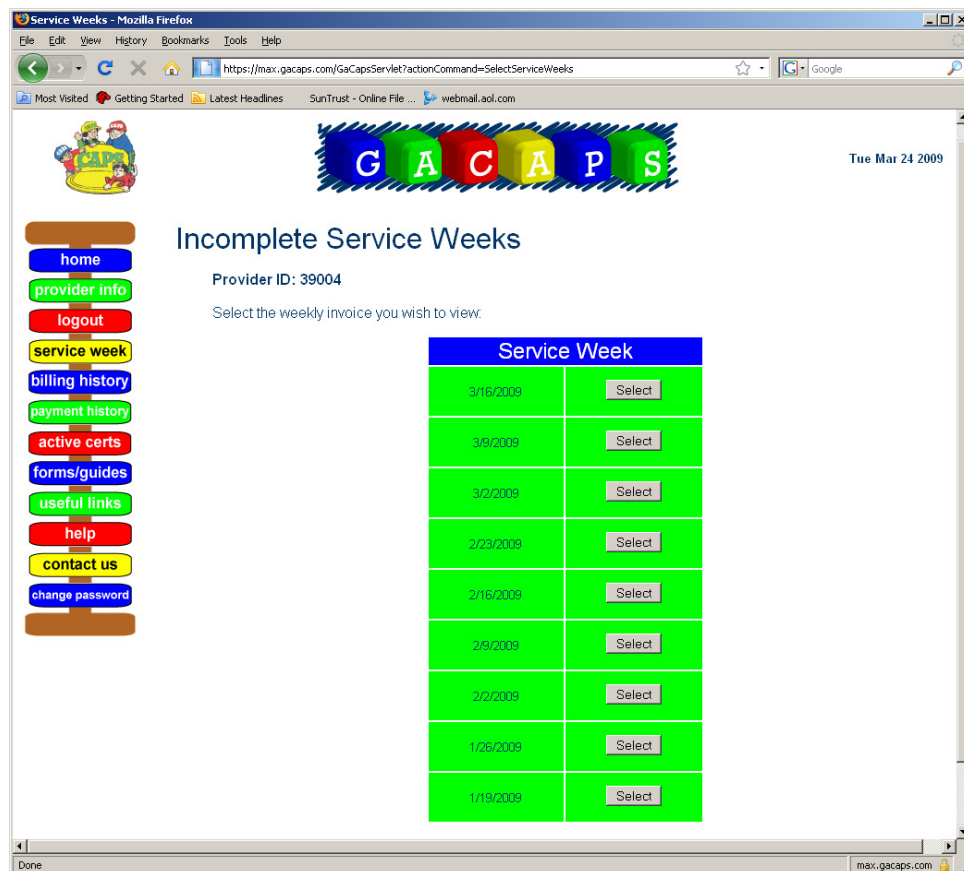 Service Weeks - Mozilla Firefox
File Edit View History Bookmarks Tools Help
https://max.gacaps.com/GaCapsServlet?actionCommand=SelectServiceWeeks
G Google
Most Visited Getting Started Latest Headlines SunTrust - Online File ... webmail.aol.com
CAPS
G A C A P S
Tue Mar 24 2009
Incomplete Service Weeks
Provider ID: 39004
Select the weekly invoice you wish to view:
home
provider info
logout
service week
billing history
payment history
active certs
forms/guides
useful links
help
contact us
change password
Service Week
3/16/2009 Select
3/9/2009 Select
3/2/2009 Select
2/23/2009 Select
2/16/2009 Select
2/9/2009 Select
2/2/2009 Select
1/26/2009 Select
1/19/2009 Select
Done
max.gacaps.com